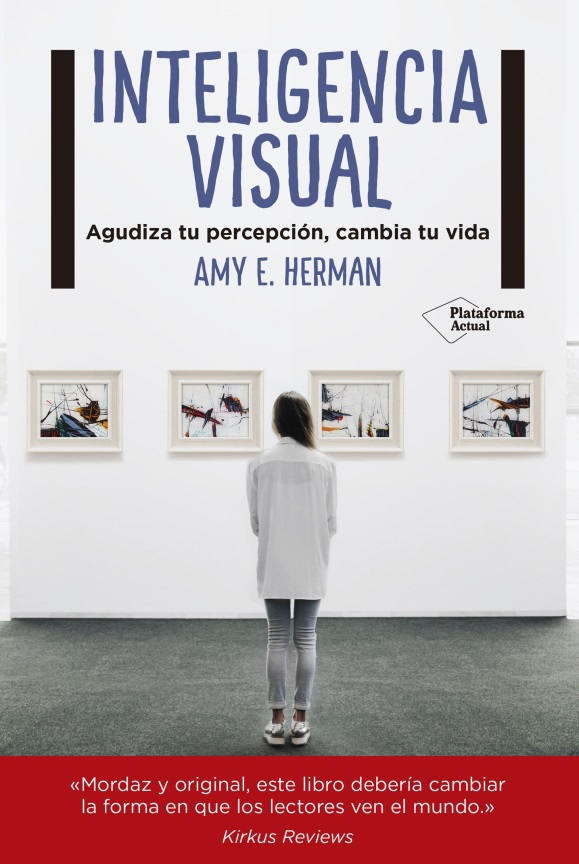 INTELIGENCIA
VISUAL
Agudiza tu percepción, cambia tu vida
AMY E. HERMAN
Plataforma
Actual
«Mordaz y original, este libro debería cambiar
la forma en que los lectores ven el mundo.»
Kirkus Reviews